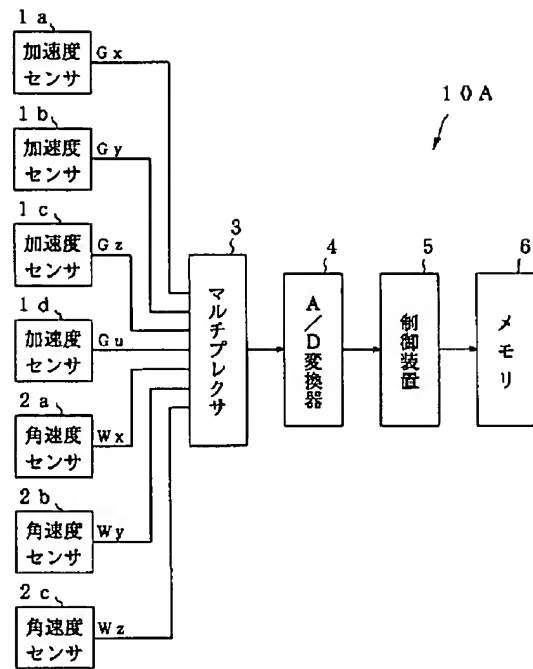 1a
加速度
センサ
Gx
10A
1b
加速度
センサ
Gy
1c
加速度
センサ
Gz
1d
加速度
センサ
Gu
2a
角速度
センサ
Wx
2b
角速度
センサ
Wy
2c
角速度
センサ
Wz
3
マルチプレクサ
4
A/D変換器
5
制御装置
6
メモリ